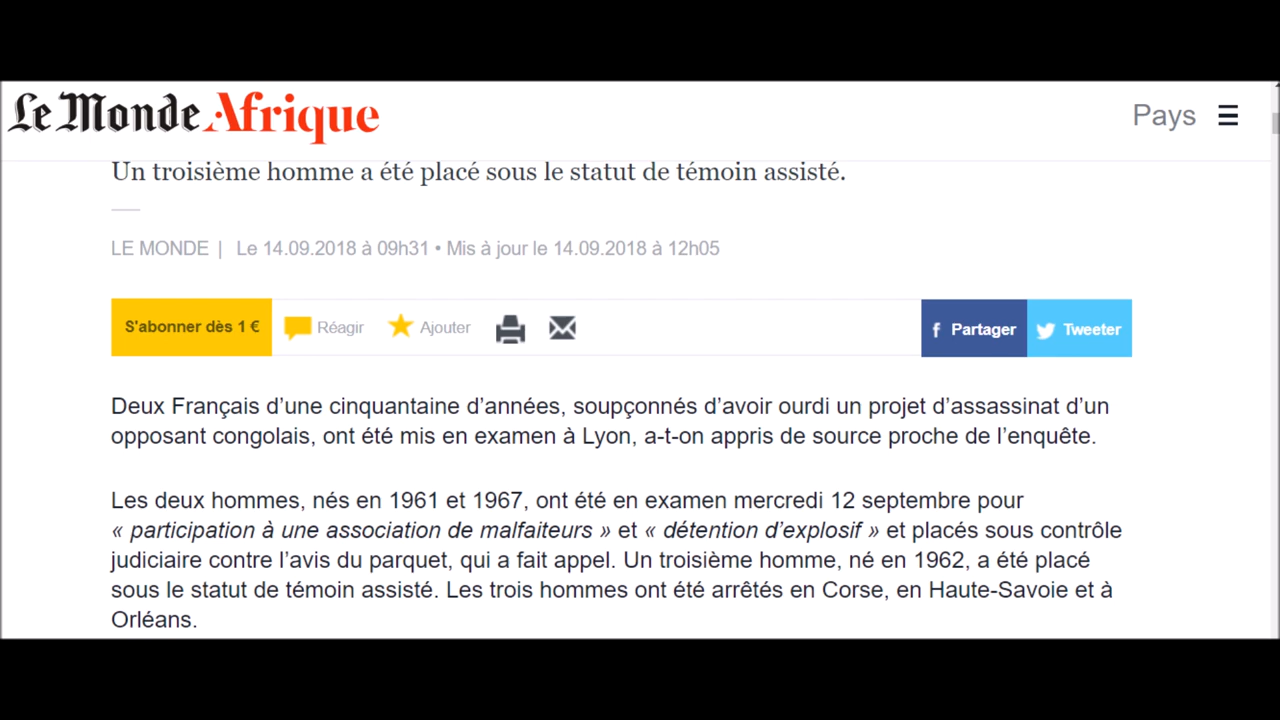 Le Monde Afrique
Pays
Un troisième homme a été placé sous le statut de témoin assisté.
LE MONDE | Le 14.09.2018 à 09h31 • Mis à jour le 14.09.2018 à 12h05
S'abonner dès 1 € Réagir Ajouter f Partager Tweeter
Deux Français d’une cinquantaine d’années, soupçonnés d’avoir ourdi un projet d’assassinat d’un
opposant congolais, ont été mis en examen à Lyon, a-t-on appris de source proche de l’enquête.
Les deux hommes, nés en 1961 et 1967, ont été en examen mercredi 12 septembre pour
« participation à une association de malfaiteurs » et « détention d’explosif » et placés sous contrôle
judiciaire contre l’avis du parquet, qui a fait appel. Un troisième homme, né en 1962, a été placé
sous le statut de témoin assisté. Les trois hommes ont été arrêtés en Corse, en Haute-Savoie et à
Orléans.